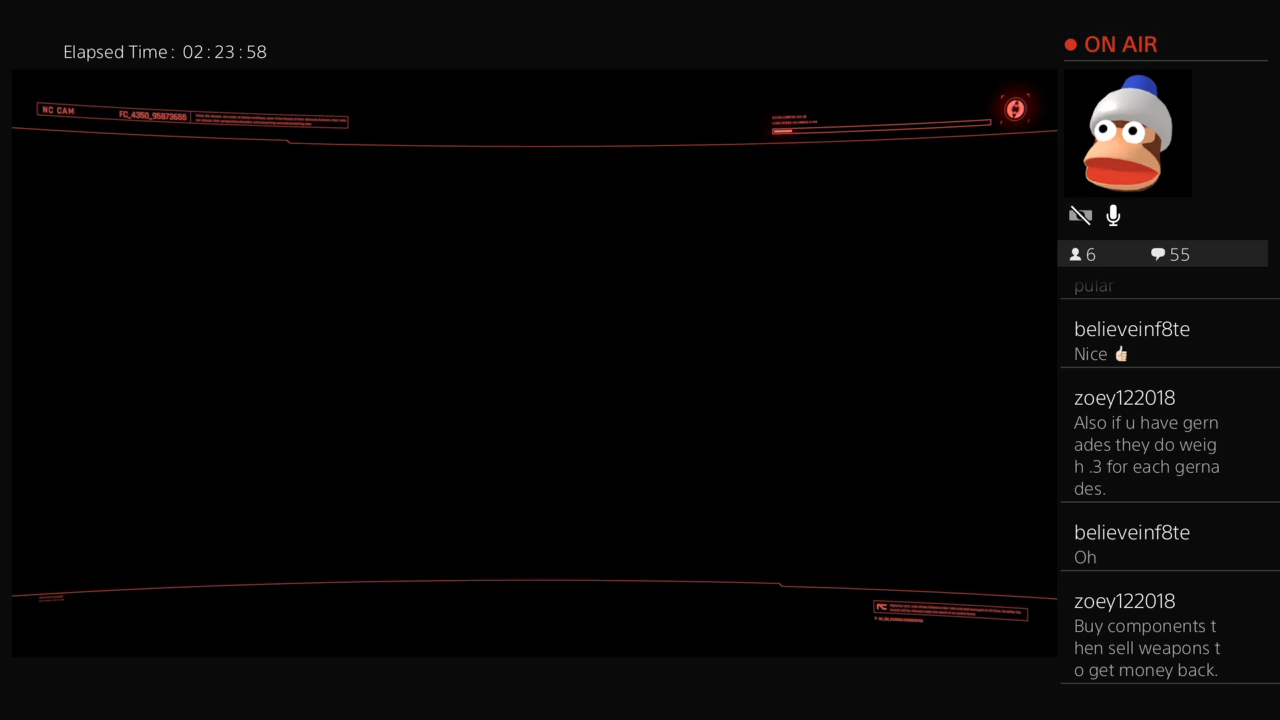 Elapsed Time: 02:23:58
ON AIR
NC CAM
FC_4350_95873655
6
55
pular
believeinf8te
Nice 👍🏻
zoey122018
Also if u have gern
ades they do weig
h .3 for each gerna
des.
believeinf8te
Oh
zoey122018
Buy components t
hen sell weapons t
o get money back.